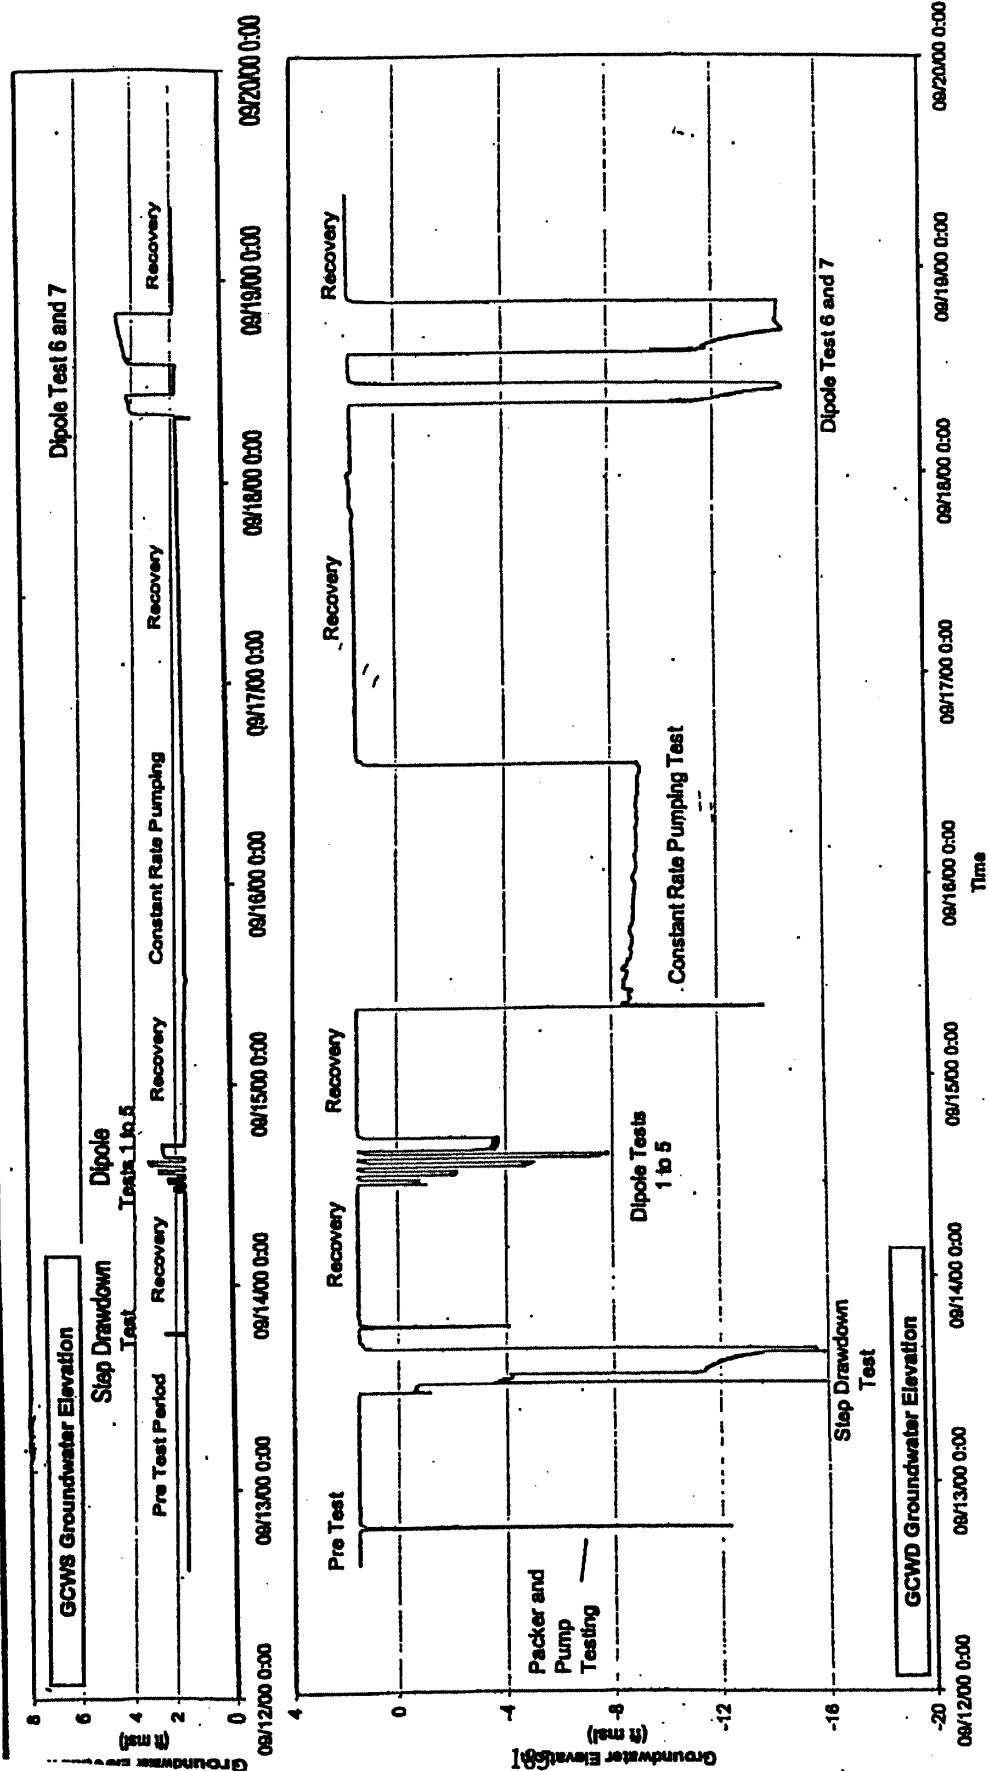 GCWS Groundwater Elevation
Step Drawdown
Test
Dipole
Tests 1 to 5
Dipole Test 6 and 7
Pre Test Period
Recovery
Recovery
Constant Rate Pumping
Recovery
Recovery
8
6
4
2
0
(ft msl)
09/12/00 0:00
09/13/00 0:00
09/14/00 0:00
09/15/00 0:00
09/16/00 0:00
09/17/00 0:00
09/18/00 0:00
09/19/00 0:00
09/20/00 0:00
Pre Test
Recovery
Recovery
Recovery
Recovery
Packer and
Pump
Testing
Dipole Tests
1 to 5
Constant Rate Pumping Test
Step Drawdown
Test
Dipole Test 6 and 7
GCWD Groundwater Elevation
4
0
-4
-8
-12
-16
-20
Groundwater Elevation
(ft msl)
09/12/00 0:00
09/13/00 0:00
09/14/00 0:00
09/15/00 0:00
09/16/00 0:00
09/17/00 0:00
09/18/00 0:00
09/19/00 0:00
09/20/00 0:00
Time